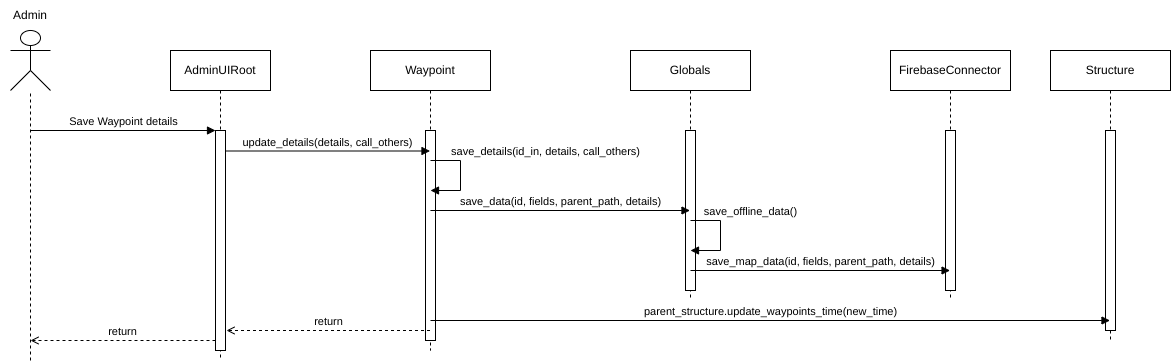 Admin
AdminUIRoot
Waypoint
Globals
FirebaseConnector
Structure
Save Waypoint details
update_details(details, call_others)
save_details(id_in, details, call_others)
save_data(id, fields, parent_path, details)
save_offline_data()
save_map_data(id, fields, parent_path, details)
parent_structure.update_waypoints_time(new_time)
return
return